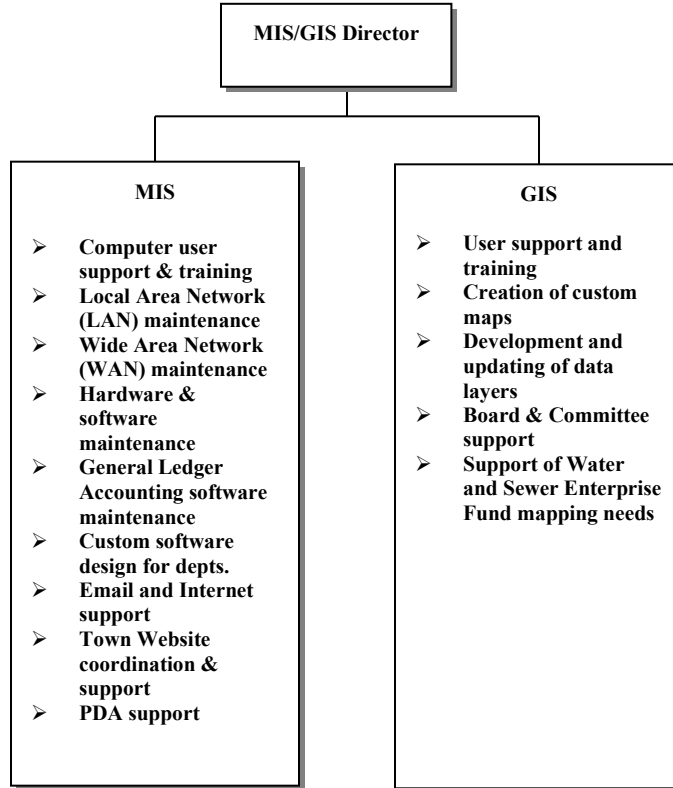 MIS/GIS Director
MIS
➢ Computer user
support & training
➢ Local Area Network
(LAN) maintenance
➢ Wide Area Network
(WAN) maintenance
➢ Hardware &
software
maintenance
➢ General Ledger
Accounting software
maintenance
➢ Custom software
design for depts.
➢ Email and Internet
support
➢ Town Website
coordination &
support
➢ PDA support
GIS
➢ User support and
training
➢ Creation of custom
maps
➢ Development and
updating of data
layers
➢ Board & Committee
support
➢ Support of Water
and Sewer Enterprise
Fund mapping needs